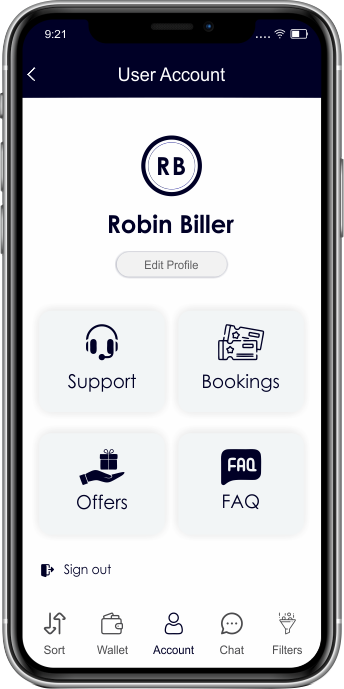 9:21
User Account
RB
Robin Biller
Edit Profile
Support
Bookings
Offers
FAQ
FAQ
Sign out
Sort
Wallet
Account
Chat
Filters